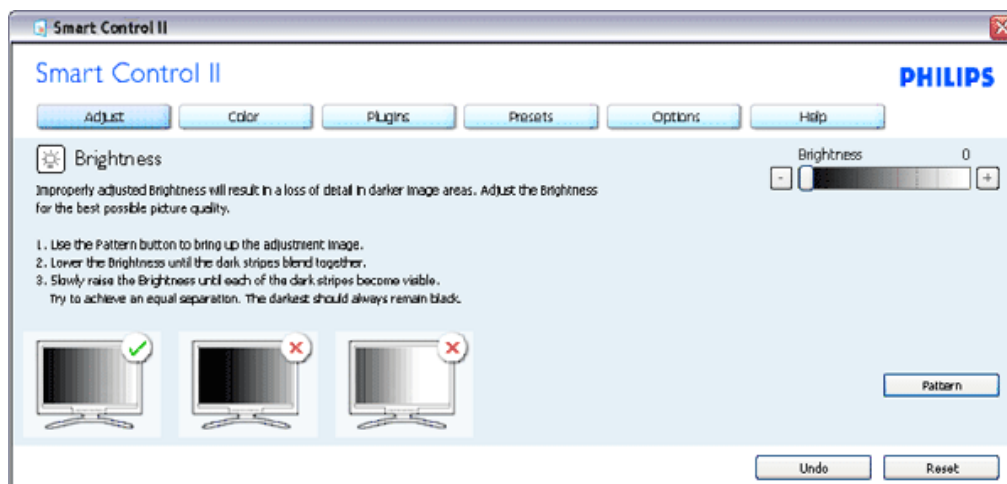 Smart Control II
Smart Control II
PHILIPS
Adjust Color Plugins Presets Options Help
Brightness
Brightness 0
Improperly adjusted Brightness will result in a loss of detail in darker image areas. Adjust the Brightness
for the best possible picture quality.
1. Use the Pattern button to bring up the adjustment image.
2. Lower the Brightness until the dark stripes blend together.
3. Slowly raise the Brightness until each of the dark stripes become visible.
Try to achieve an equal separation. The darkest should always remain black.
Pattern
Undo Reset